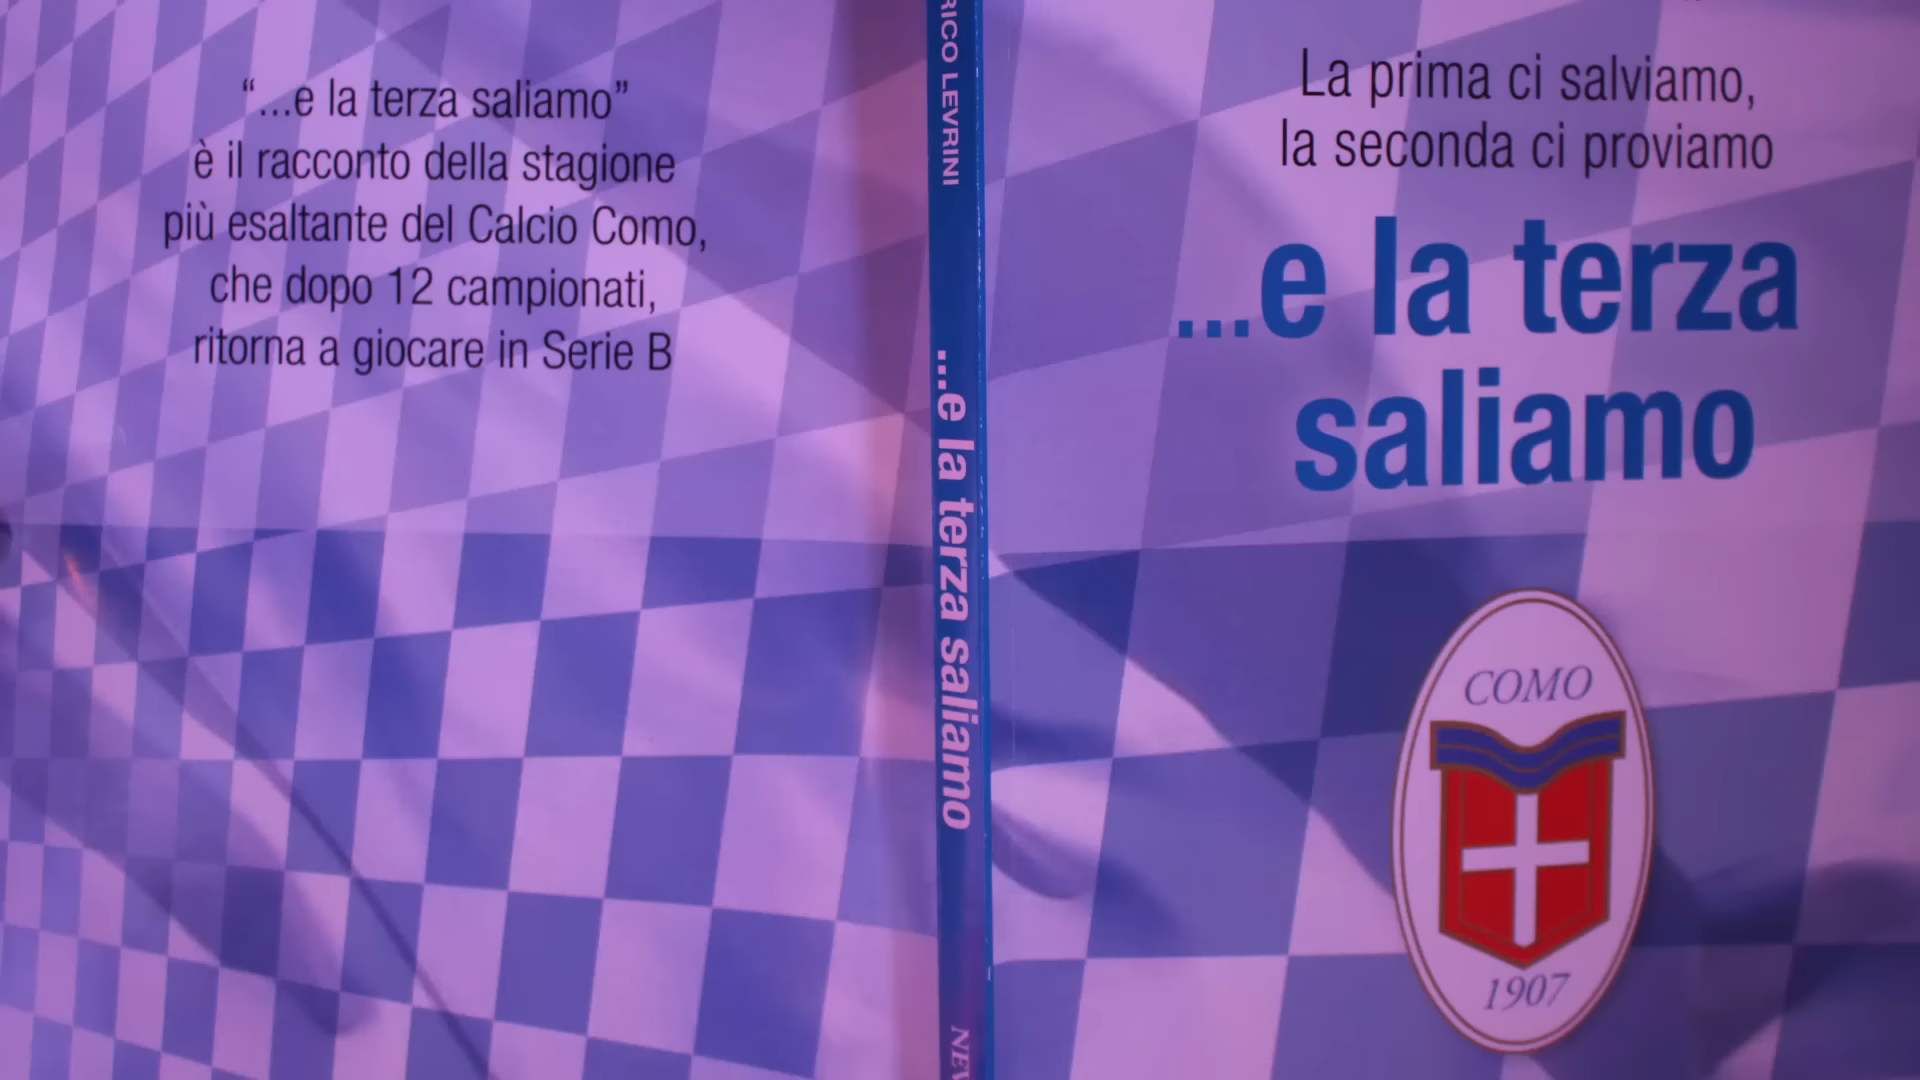 “...e la terza saliamo”
è il racconto della stagione
più esaltante del Calcio Como,
che dopo 12 campionati,
ritorna a giocare in Serie B
LEVRINI
...e la terza saliamo
La prima ci salviamo,
la seconda ci proviamo
...e la terza
saliamo
COMO
1907